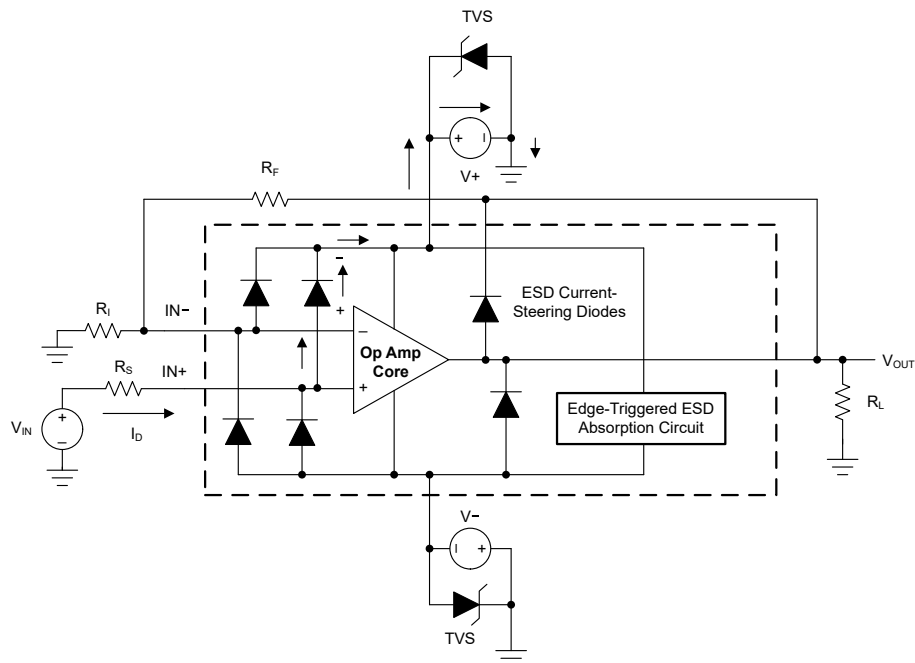 TVS
+ –
V+
RF
–
+
ESD Current-
Steering Diodes
RI
IN–
–
Op Amp
Core
+
RS
IN+
VIN
+
–
ID
VOUT
RL
Edge-Triggered ESD
Absorption Circuit
V–
– +
TVS